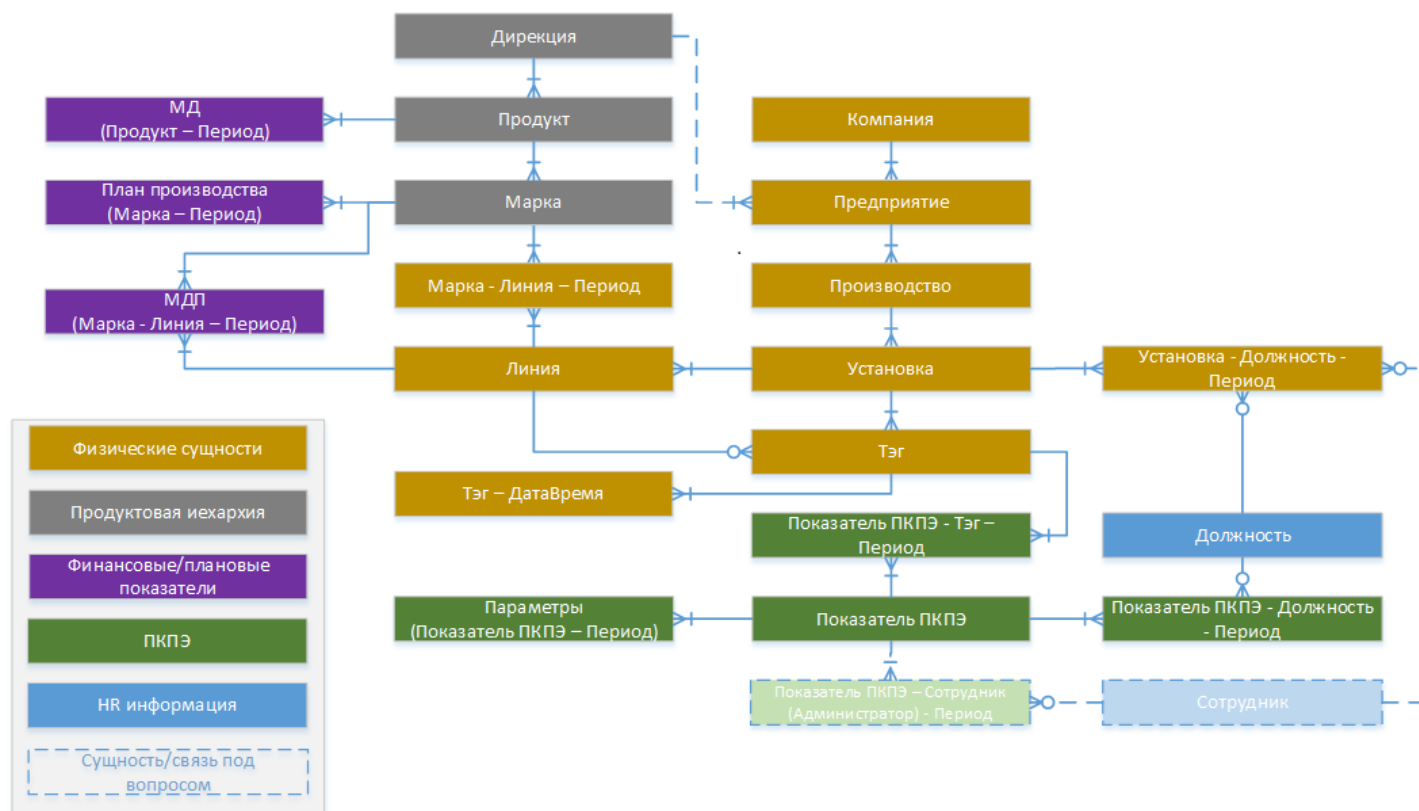 Дирекция
МД
(Продукт – Период)
Продукт
Компания
План производства
(Марка – Период)
Марка
Предприятие
Марка - Линия – Период
Производство
МДП
(Марка - Линия – Период)
Линия
Установка
Установка - Должность -
Период
Физические сущности
Тэг
Тэг – ДатаВремя
Продуктовая иехархия
Показатель ПКПЭ - Тэг –
Период
Должность
Финансовые/плановые
показатели
Параметры
(Показатель ПКПЭ – Период)
Показатель ПКПЭ
Показатель ПКПЭ - Должность
- Период
ПКПЭ
Показатель ПКПЭ – Сотрудник
(Администратор) - Период
Сотрудник
HR информация
Сущность/связь под
вопросом